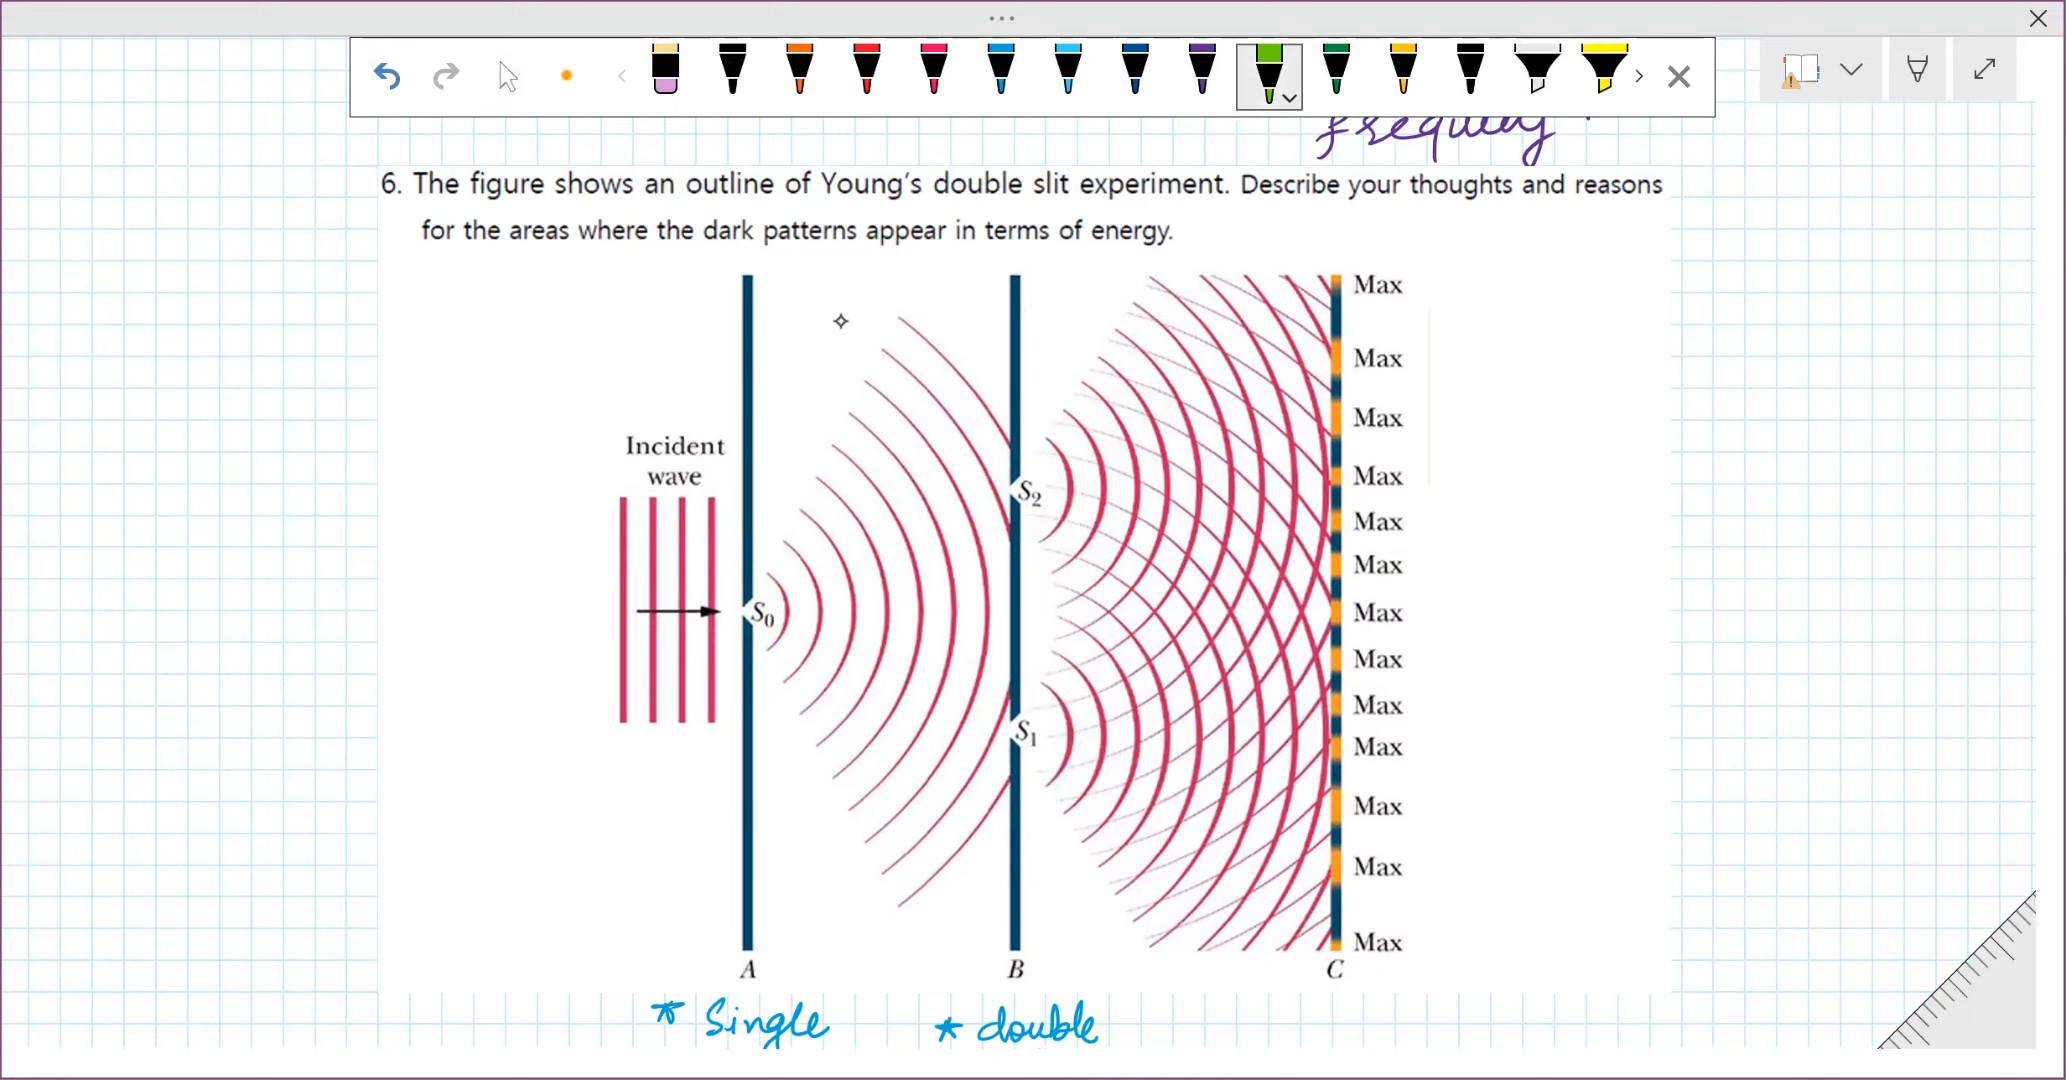 frequency
6. The figure shows an outline of Young's double slit experiment. Describe your thoughts and reasons
for the areas where the dark patterns appear in terms of energy.
Max
Max
Max
Incident
wave
Max
S₂
Max
Max
S₀
Max
Max
Max
S₁
Max
Max
Max
Max
A B C
* Single * double